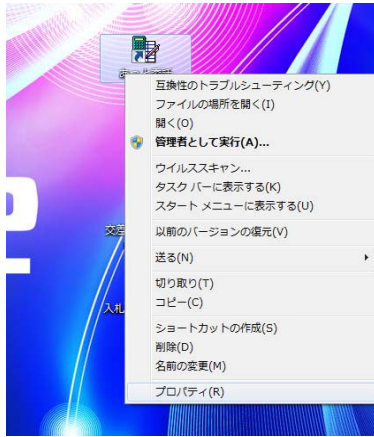 互換性のトラブルシューティング(Y)
ファイルの場所を開く(I)
開く(O)
管理者として実行(A)...
ウイルススキャン...
タスク バーに表示する(K)
スタート メニューに表示する(U)
以前のバージョンの復元(V)
送る(N)
切り取り(T)
コピー(C)
ショートカットの作成(S)
削除(D)
名前の変更(M)
プロパティ(R)
入札